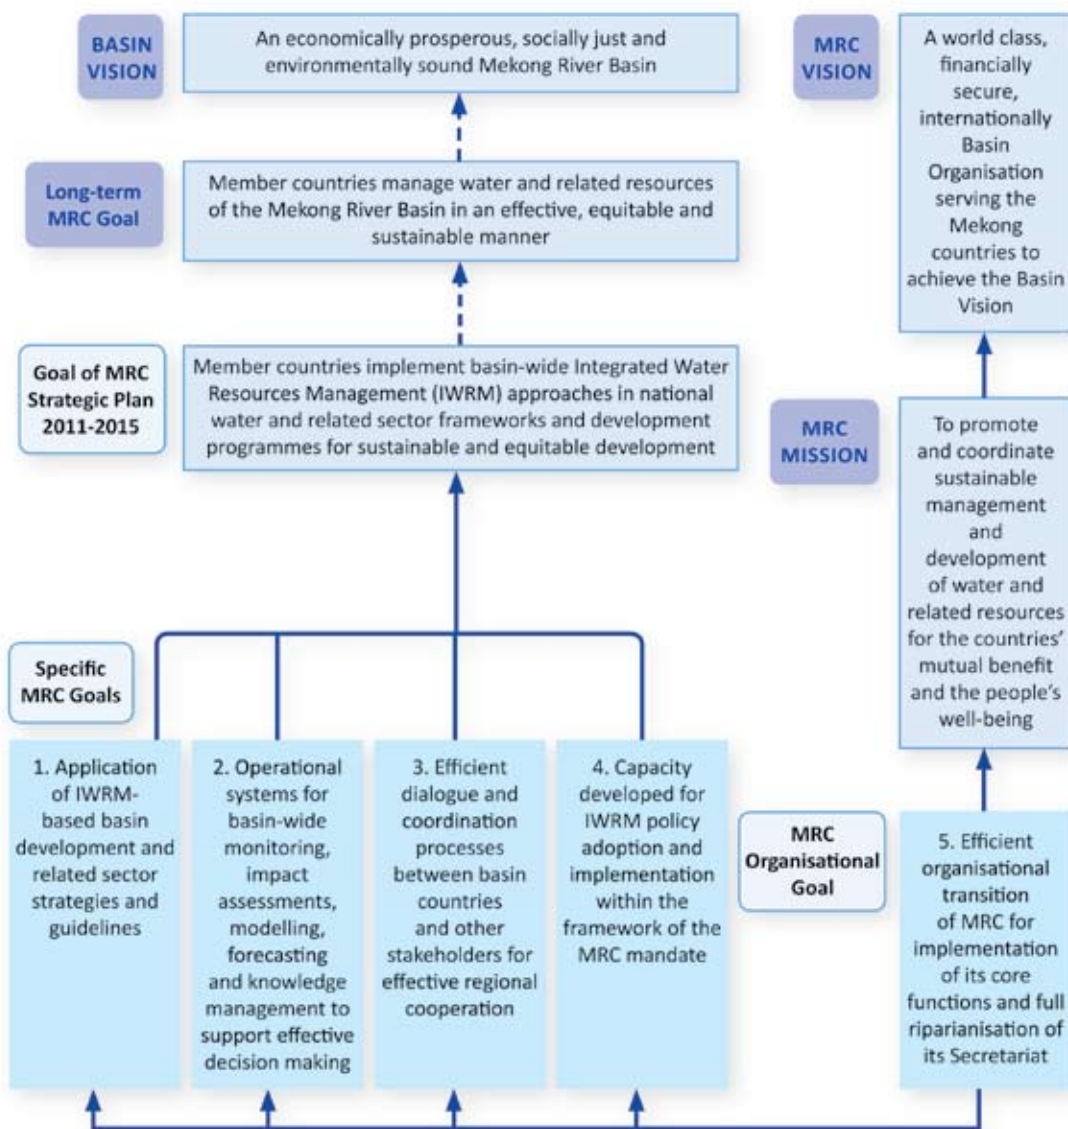 BASIN
VISION
An economically prosperous, socially just and
environmentally sound Mekong River Basin
Long-term
MRC Goal
Member countries manage water and related resources
of the Mekong River Basin in an effective, equitable and
sustainable manner
Goal of MRC
Strategic Plan
2011-2015
Member countries implement basin-wide Integrated Water
Resources Management (IWRM) approaches in national
water and related sector frameworks and development
programmes for sustainable and equitable development
Specific
MRC Goals
1. Application
of IWRM-
based basin
development and
related sector
strategies and
guidelines
2. Operational
systems for
basin-wide
monitoring,
impact
assessments,
modelling,
forecasting
and knowledge
management to
support effective
decision making
3. Efficient
dialogue and
coordination
processes
between basin
countries
and other
stakeholders for
effective regional
cooperation
4. Capacity
developed for
IWRM policy
adoption and
implementation
within the
framework of the
MRC mandate
MRC
VISION
A world class,
financially
secure,
internationally
Basin
Organisation
serving the
Mekong
countries to
achieve the Basin
Vision
MRC
MISSION
To promote
and coordinate
sustainable
management
and
development
of water and
related resources
for the countries'
mutual benefit
and the people's
well-being
MRC
Organisational
Goal
5. Efficient
organisational
transition
of MRC for
implementation
of its core
functions and full
riparianisation of
its Secretariat